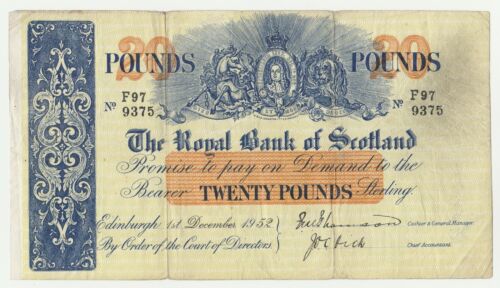 20 20
POUNDS POUNDS
F97 F97
No 9375 No 9375
The Royal Bank of Scotland
Promise to pay on Demand to the
Bearer TWENTY POUNDS Sterling.
Edinburgh 1st December 1952
By Order of the Court of Directors
Cashier & General Manager.
Chief Accountant.